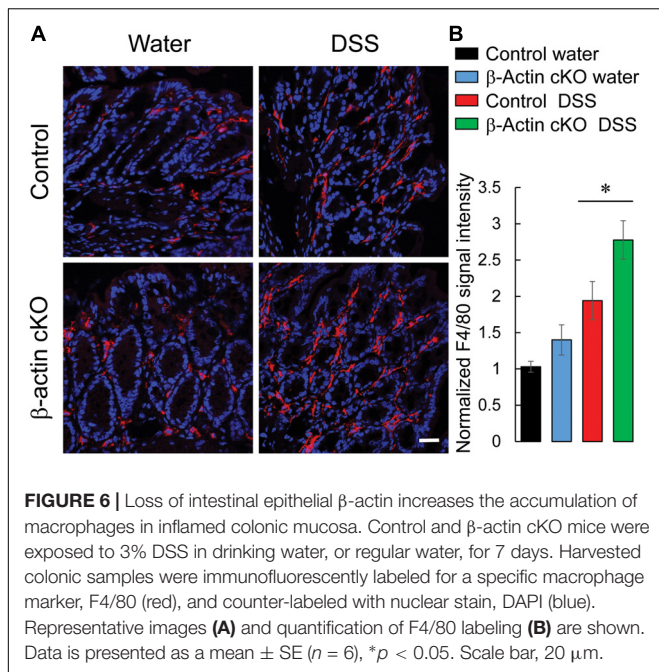 A
Water
DSS
Control
β-actin cKO
B
Control water
β-Actin cKO water
Control DSS
β-Actin cKO DSS
*
Normalized F4/80 signal intensity
3.5
3
2.5
2
1.5
1
0.5
0
FIGURE 6 | Loss of intestinal epithelial β-actin increases the accumulation of
macrophages in inflamed colonic mucosa. Control and β-actin cKO mice were
exposed to 3% DSS in drinking water, or regular water, for 7 days. Harvested
colonic samples were immunofluorescently labeled for a specific macrophage
marker, F4/80 (red), and counter-labeled with nuclear stain, DAPI (blue).
Representative images (A) and quantification of F4/80 labeling (B) are shown.
Data is presented as a mean ± SE (n = 6), *p < 0.05. Scale bar, 20 μm.